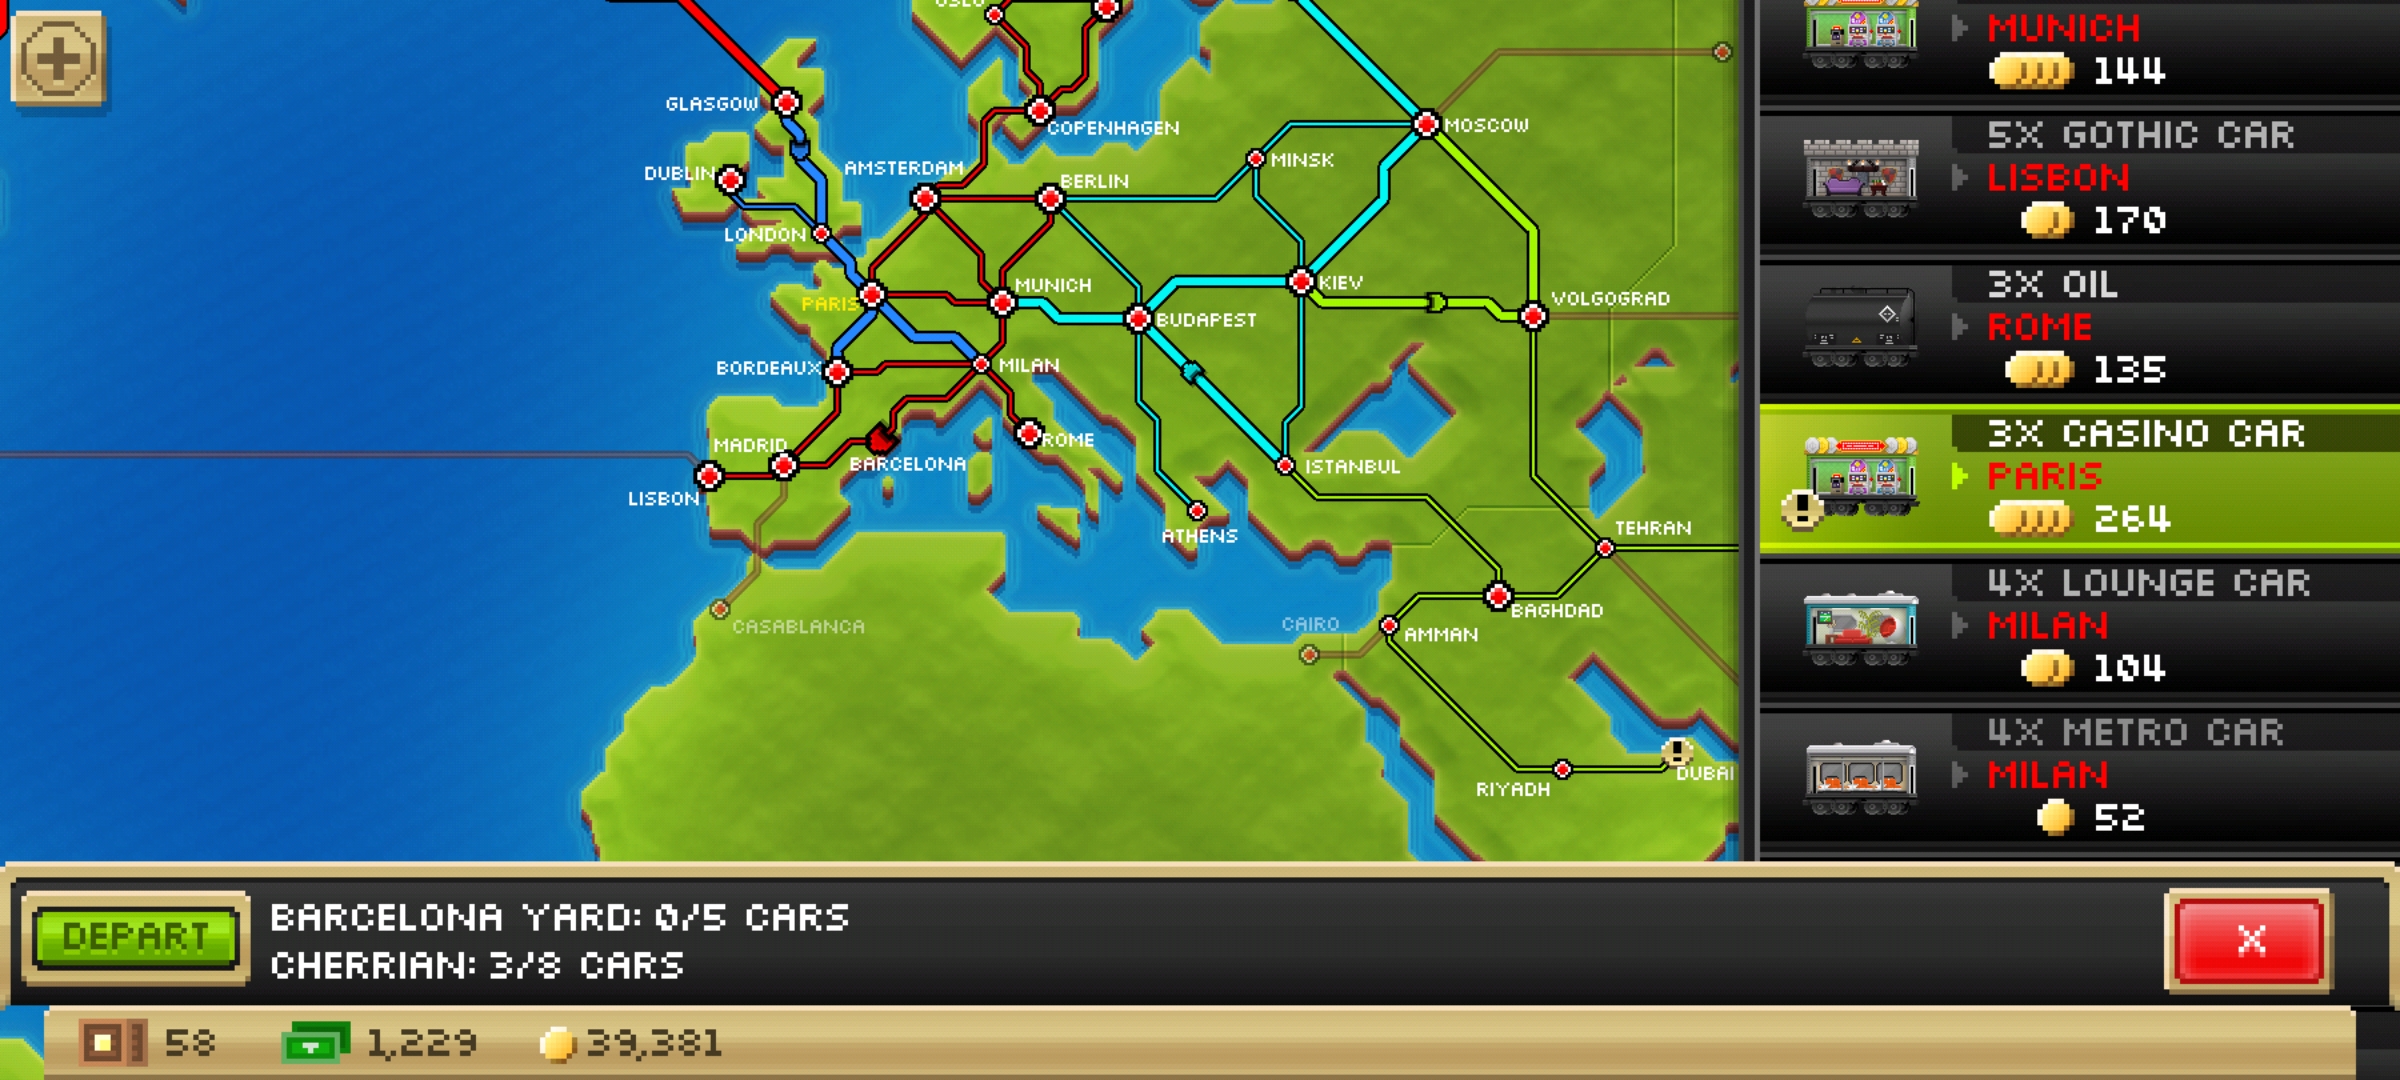 OSLO
GLASGOW
COPENHAGEN
MOSCOW
MINSK
DUBLIN
AMSTERDAM
BERLIN
LONDON
PARIS
MUNICH
KIEV
BUDAPEST
VOLGOGRAD
BORDEAUX
MILAN
MADRID
ROME
BARCELONA
LISBON
ISTANBUL
ATHENS
TEHRAN
CASABLANCA
CAIRO
AMMAN
BAGHDAD
RIYADH
DUBAI
MUNICH
144
5X GOTHIC CAR
LISBON
170
3X OIL
ROME
135
3X CASINO CAR
PARIS
264
4X LOUNGE CAR
MILAN
104
4X METRO CAR
MILAN
52
DEPART
BARCELONA YARD: 0/5 CARS
CHERRIAN: 3/8 CARS
X
58
1,229
39,381